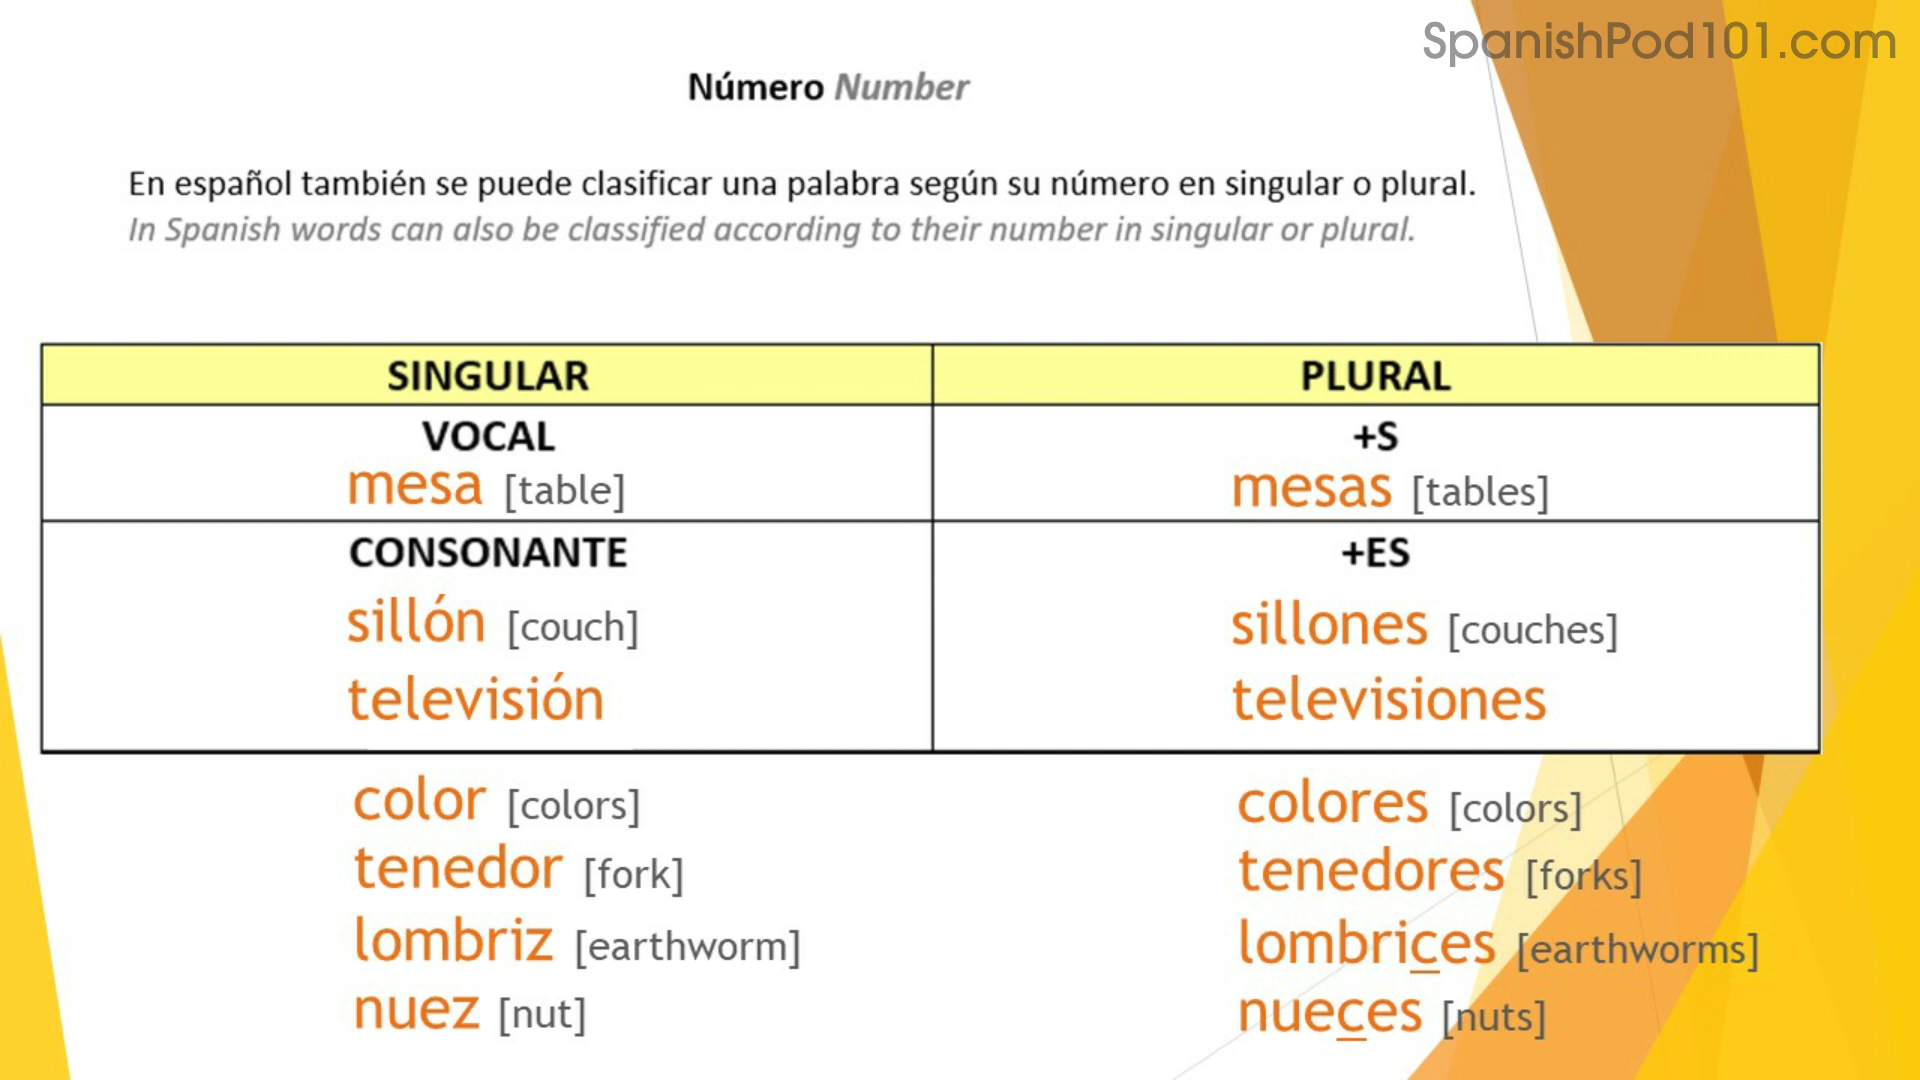 SpanishPod101.com
Número Number
En español también se puede clasificar una palabra según su número en singular o plural.
In Spanish words can also be classified according to their number in singular or plural.
SINGULAR PLURAL
VOCAL +S
mesa [table] mesas [tables]
CONSONANTE +ES
sillón [couch] sillones [couches]
televisión televisiones
color [colors] colores [colors]
tenedor [fork] tenedores [forks]
lombriz [earthworm] lombrices [earthworms]
nuez [nut] nueces [nuts]